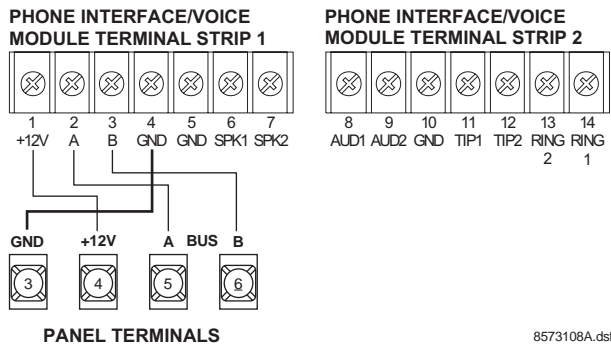 PHONE INTERFACE/VOICE
MODULE TERMINAL STRIP 1
1 2 3 4 5 6 7
+12V A B GND GND SPK1 SPK2
PHONE INTERFACE/VOICE
MODULE TERMINAL STRIP 2
8 9 10 11 12 13 14
AUD1 AUD2 GND TIP1 TIP2 RING RING
2 1
GND +12V A BUS B
3 4 5 6
PANEL TERMINALS
8573108A.dsf